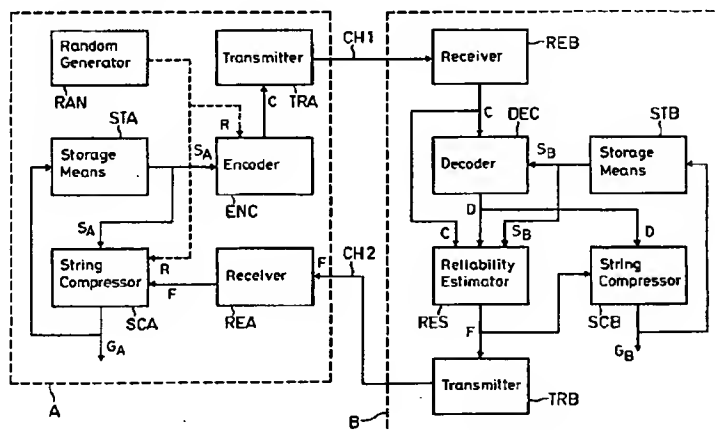 Random
Generator
RAN
Transmitter
TRA
CH1
Receiver
REB
C
R
C
DEC
STA
Storage
Means
SA
Encoder
ENC
Decoder
SB
STB
Storage
Means
SA
D
D
C
SB
String
Compressor
SCA
R
F
Receiver
REA
F
CH2
Reliability
Estimator
RES
String
Compressor
SCB
GA
F
GB
Transmitter
TRB
A
B